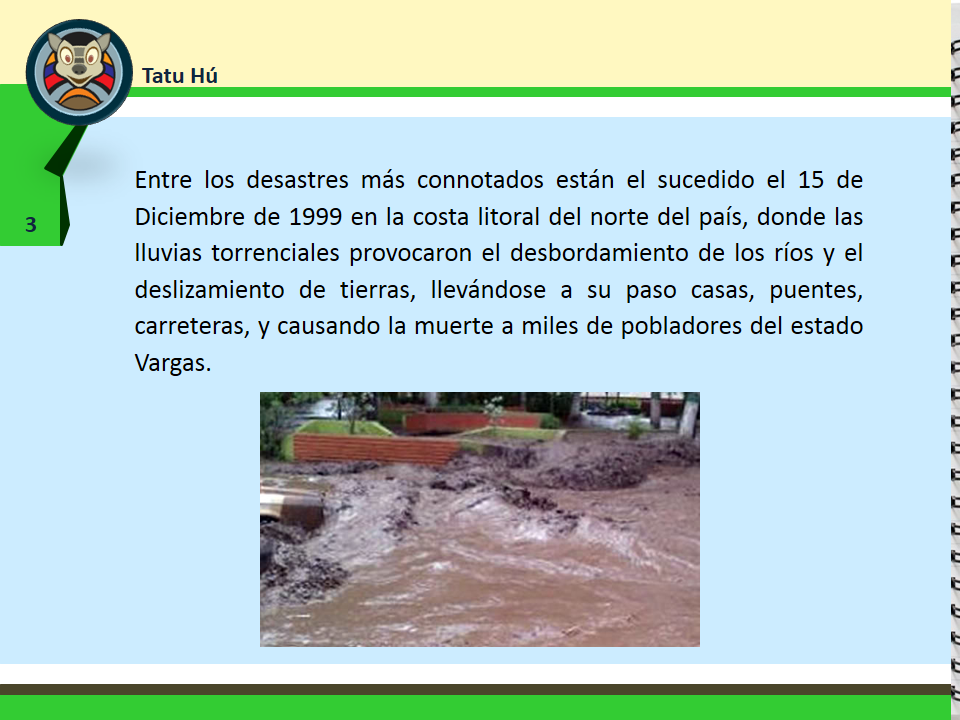 Tatu Hú
3
Entre los desastres más connotados están el sucedido el 15 de
Diciembre de 1999 en la costa litoral del norte del país, donde las
lluvias torrenciales provocaron el desbordamiento de los ríos y el
deslizamiento de tierras, llevándose a su paso casas, puentes,
carreteras, y causando la muerte a miles de pobladores del estado
Vargas.